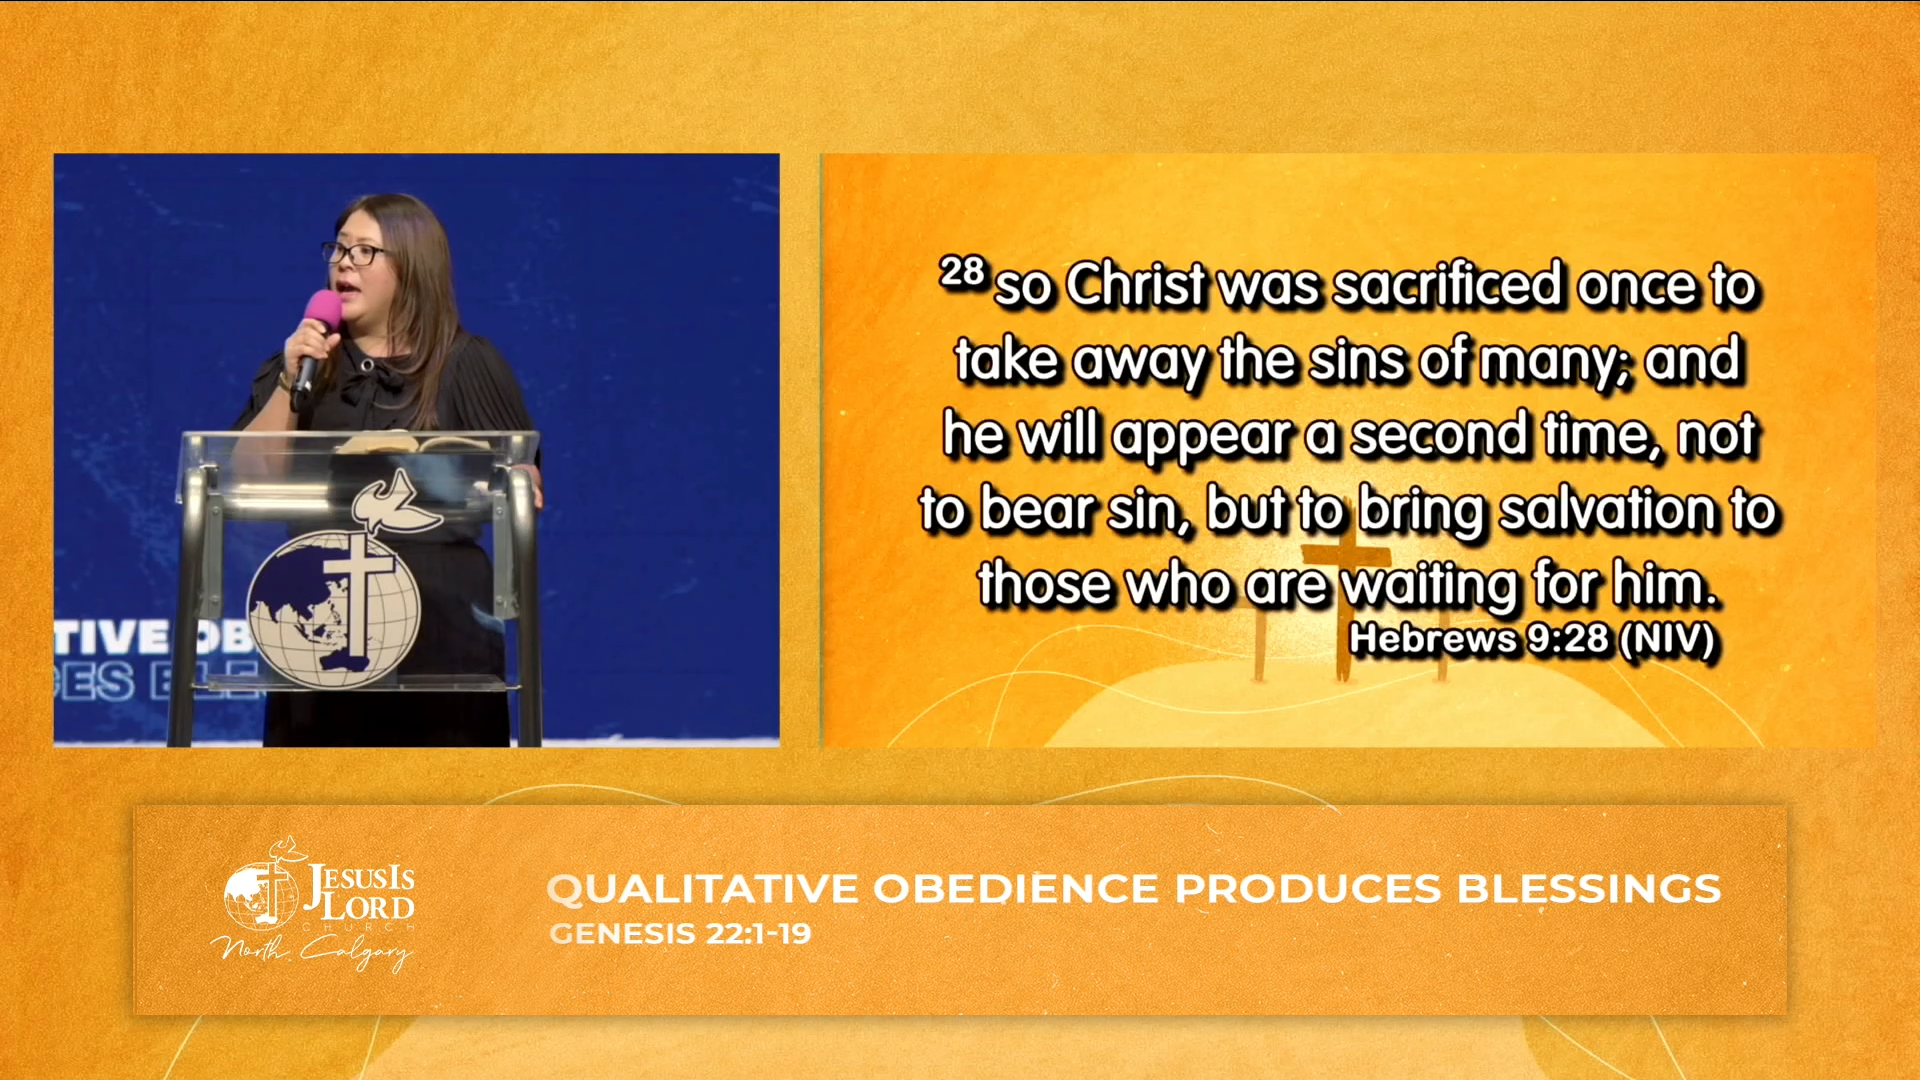 TIVE OB
CES BLE
28 so Christ was sacrificed once to
take away the sins of many; and
he will appear a second time, not
to bear sin, but to bring salvation to
those who are waiting for him.
Hebrews 9:28 (NIV)
JESUS IS
LORD
CHURCH
North Calgary
QUALITATIVE OBEDIENCE PRODUCES BLESSINGS
GENESIS 22:1-19